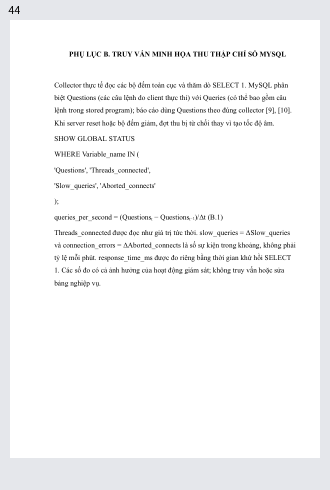 44
PHỤ LỤC B. TRUY VẤN MINH HỌA THU THẬP CHỈ SỐ MYSQL
Collector thực tế đọc các bộ đếm toàn cục và thăm dò SELECT 1. MySQL phân
biệt Questions (các câu lệnh do client thực thi) với Queries (có thể bao gồm câu
lệnh trong stored program); báo cáo dùng Questions theo đúng collector [9], [10].
Khi server reset hoặc bộ đếm giảm, đợt thu bị từ chối thay vì tạo tốc độ âm.
SHOW GLOBAL STATUS
WHERE Variable_name IN (
'Questions', 'Threads_connected',
'Slow_queries', 'Aborted_connects'
);
queries_per_second = (Questionsₜ − Questionsₜ₋₁)/Δt (B.1)
Threads_connected được đọc như giá trị tức thời. slow_queries = ΔSlow_queries
và connection_errors = ΔAborted_connects là số sự kiện trong khoảng, không phải
tỷ lệ mỗi phút. response_time_ms được đo riêng bằng thời gian khứ hồi SELECT
1. Các số đo có cả ảnh hưởng của hoạt động giám sát; không truy vấn hoặc sửa
bảng nghiệp vụ.